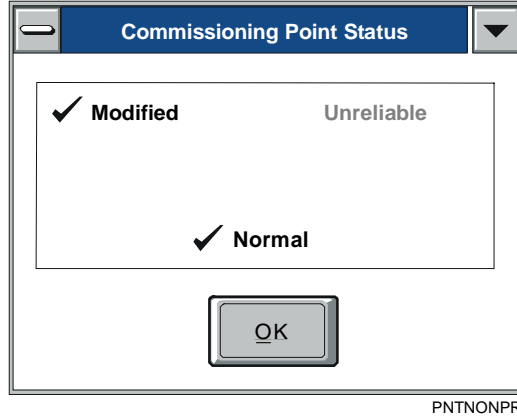 Commissioning Point Status
Modified Unreliable
Normal
OK
PNTNONPR